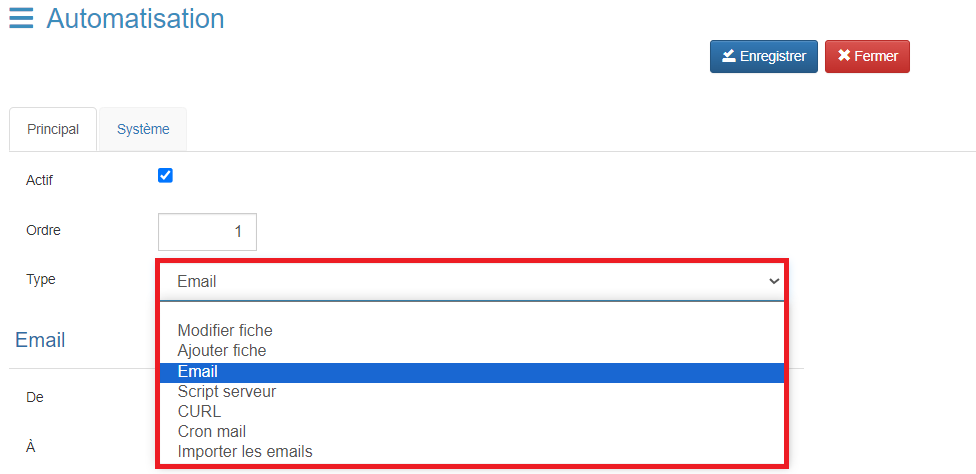 Automatisation
Enregistrer Fermer
Principal Système
Actif
Ordre 1
Type Email
Modifier fiche
Ajouter fiche
Email
Email
Script serveur
De
CURL
Cron mail
À
Importer les emails